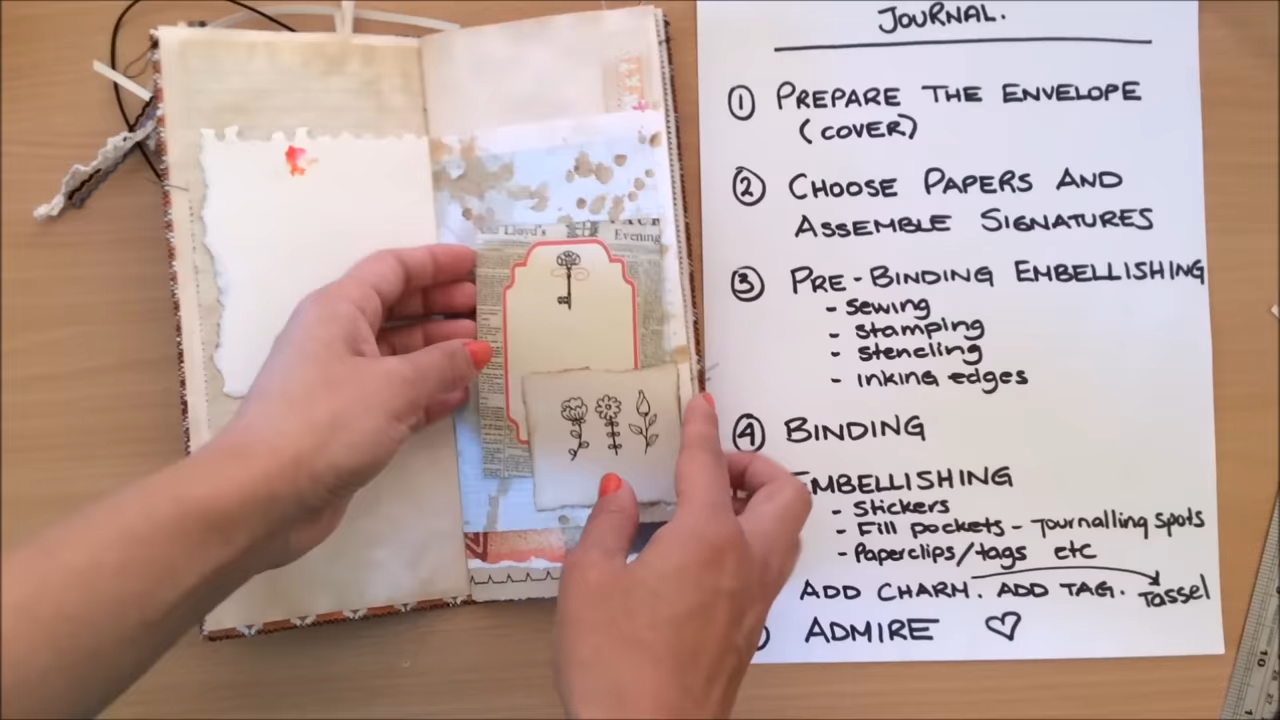 JOURNAL.
① PREPARE THE ENVELOPE
(COVER)
② CHOOSE PAPERS AND
ASSEMBLE SIGNATURES
③ PRE-BINDING EMBELLISHING
- sewing
- stamping
- stencling
- inking edges
④ BINDING
EMBELLISHING
- Stickers
- Fill pockets - Journalling spots
- Paperclips/tags etc
ADD CHARM. ADD TAG. Tassel
ADMIRE ♡
Lloyd's
Evening
10